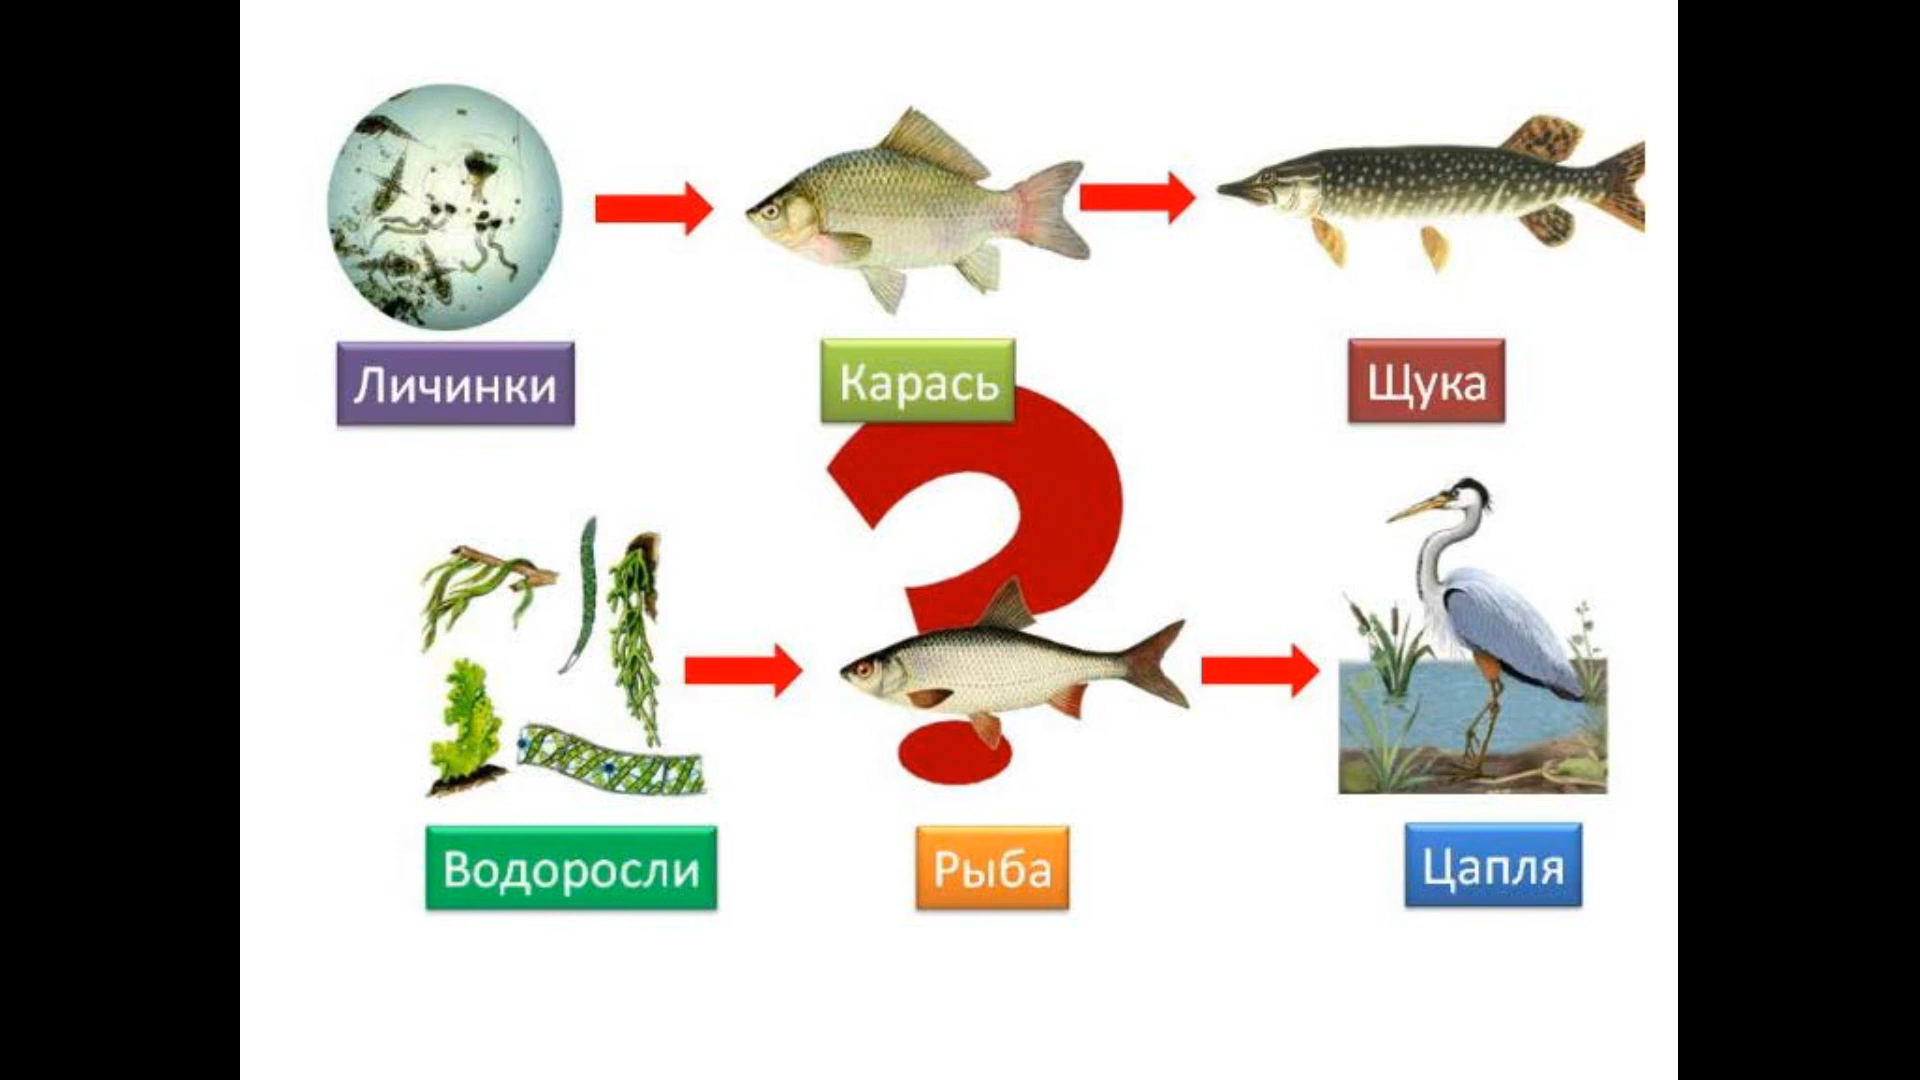 Личинки
Карась
Щука
?
Водоросли
Рыба
Цапля